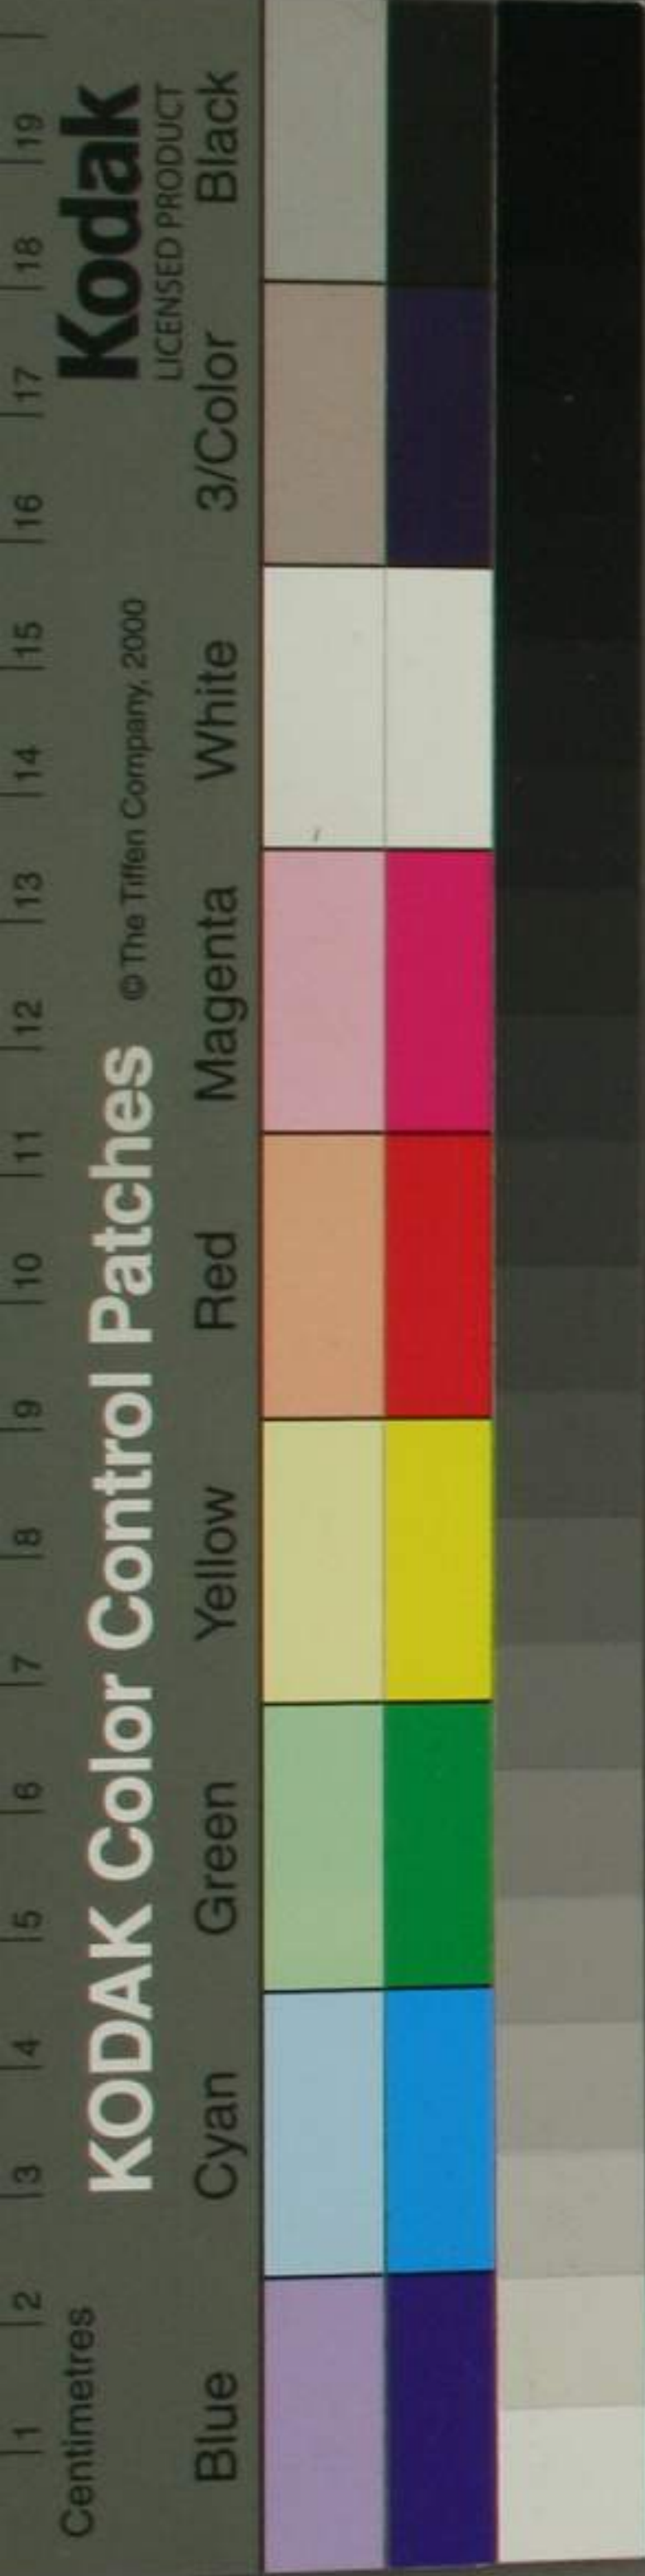 Centimetres
1 2 3 4 5 6 7 8 9 10 11 12 13 14 15 16 17 18 19
KODAK Color Control Patches © The Tiffen Company, 2000 Kodak
LICENSED PRODUCT
Blue Cyan Green Yellow Red Magenta White 3/Color Black